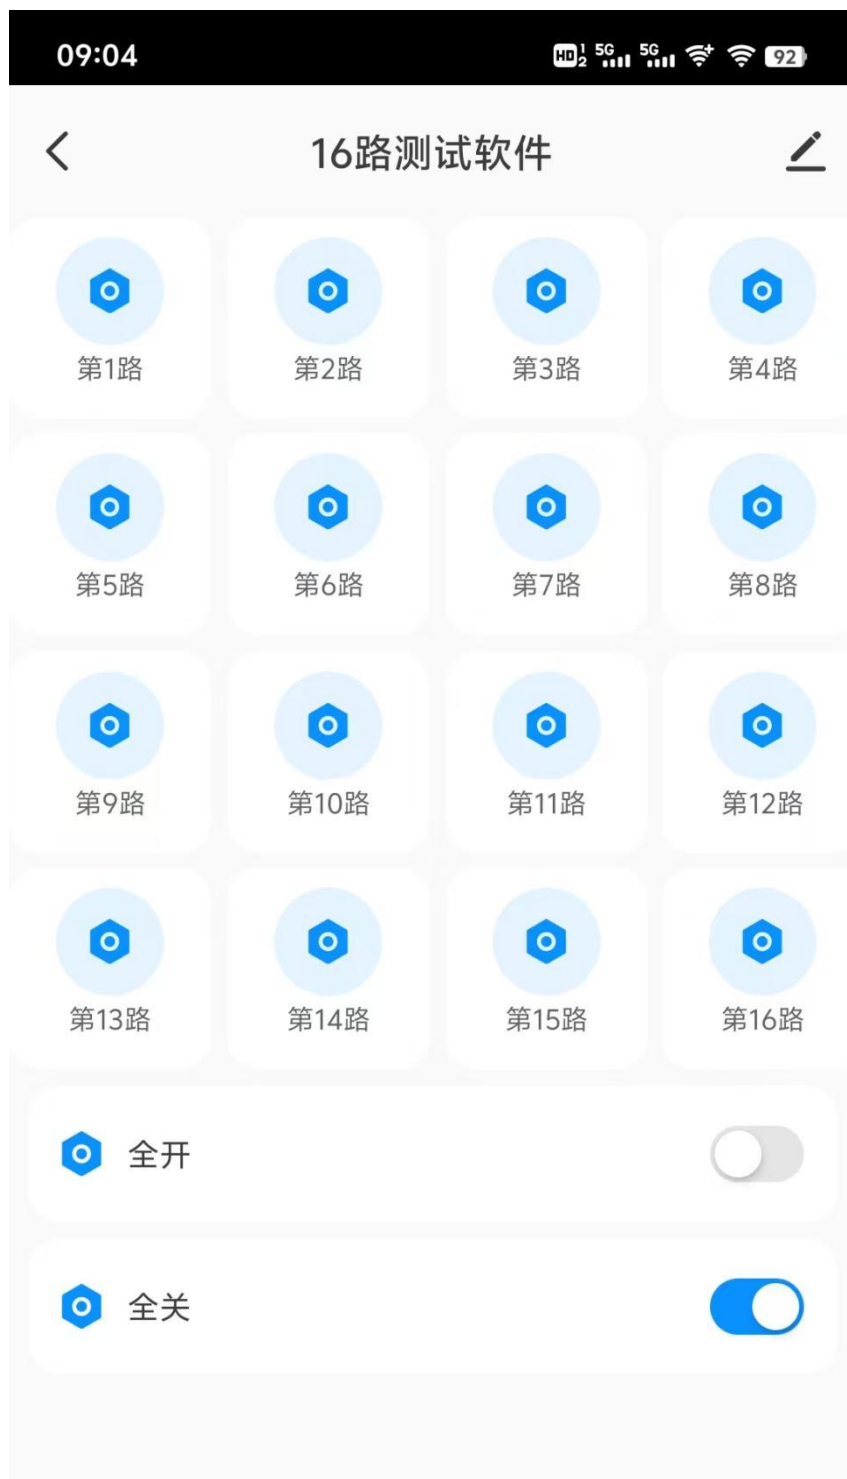 09:04
HD 1 2 5G 5G 92
16路测试软件
第1路 第2路 第3路 第4路
第5路 第6路 第7路 第8路
第9路 第10路 第11路 第12路
第13路 第14路 第15路 第16路
全开
全关